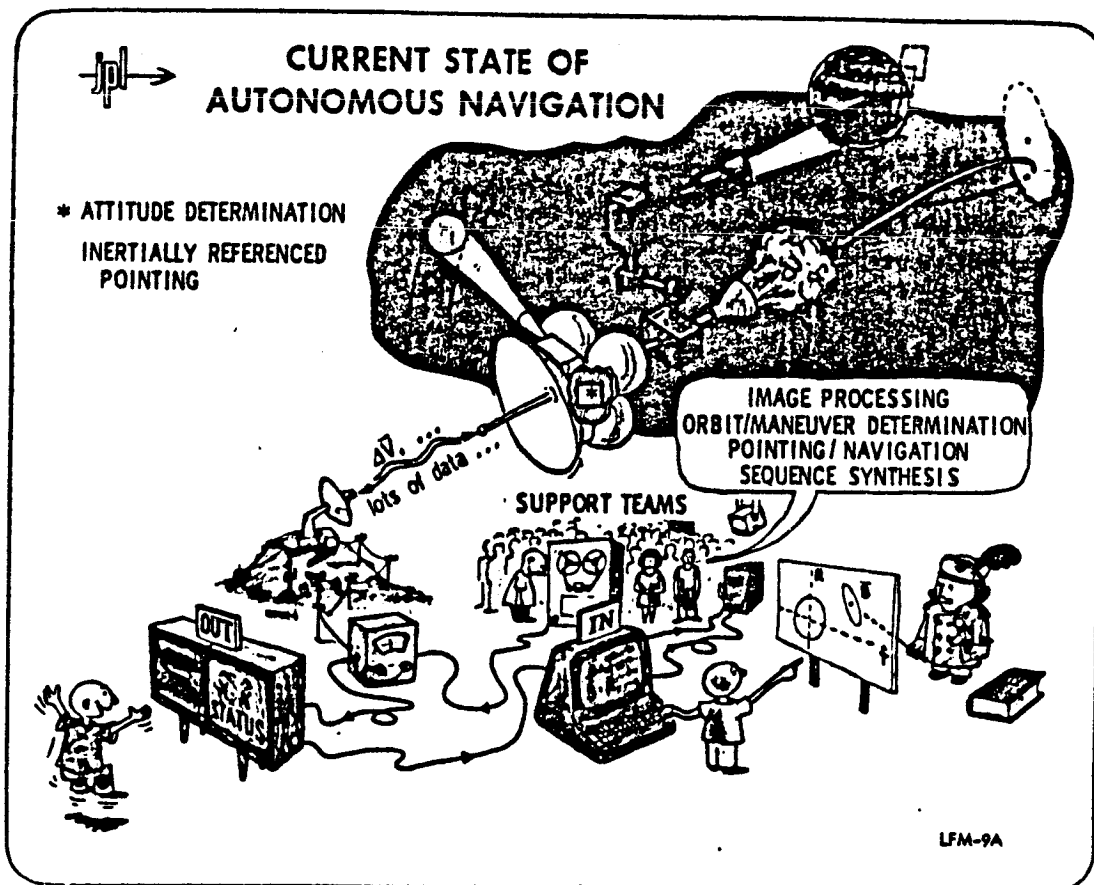 jpl
CURRENT STATE OF
AUTONOMOUS NAVIGATION
* ATTITUDE DETERMINATION
INERTIALLY REFERENCED
POINTING
*
IMAGE PROCESSING
ORBIT/MANEUVER DETERMINATION
POINTING/NAVIGATION
SEQUENCE SYNTHESIS
ΔV, ...
lots of data ...
SUPPORT TEAMS
OUT
IN
STATUS
R
B
T
LFM-9A